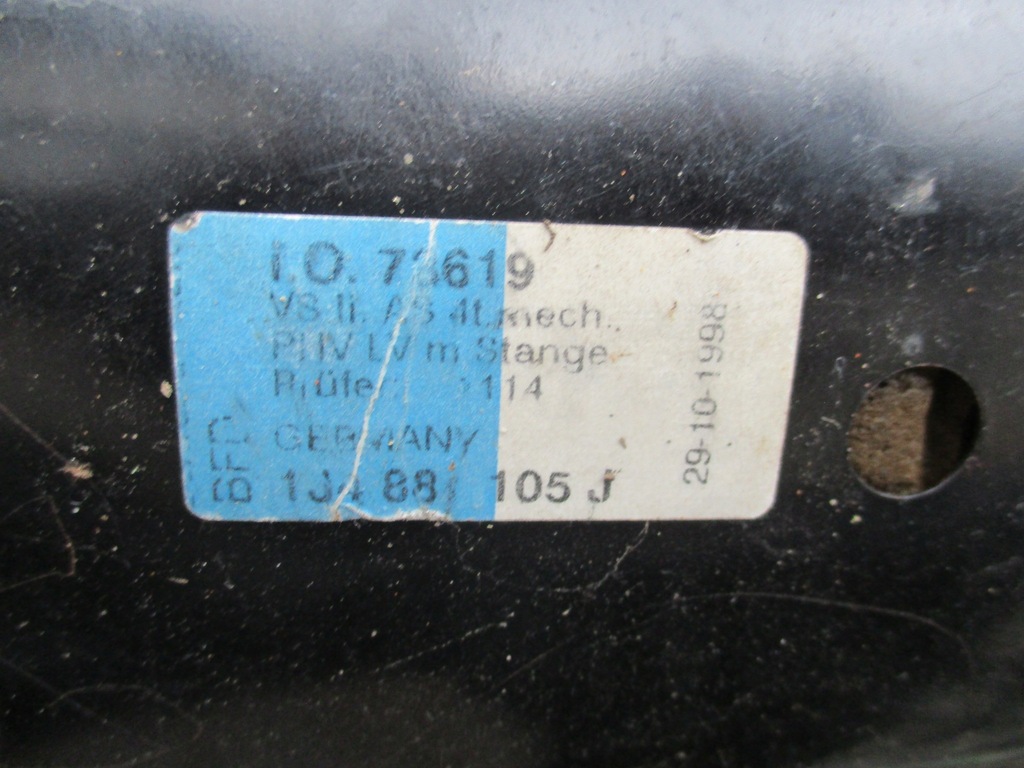 I.O. 73619
VS li. AS 4t.mech.,
PHV LV m Stange
Prüfer 114
GERMANY
1J4 881 105 J
29-10-1998